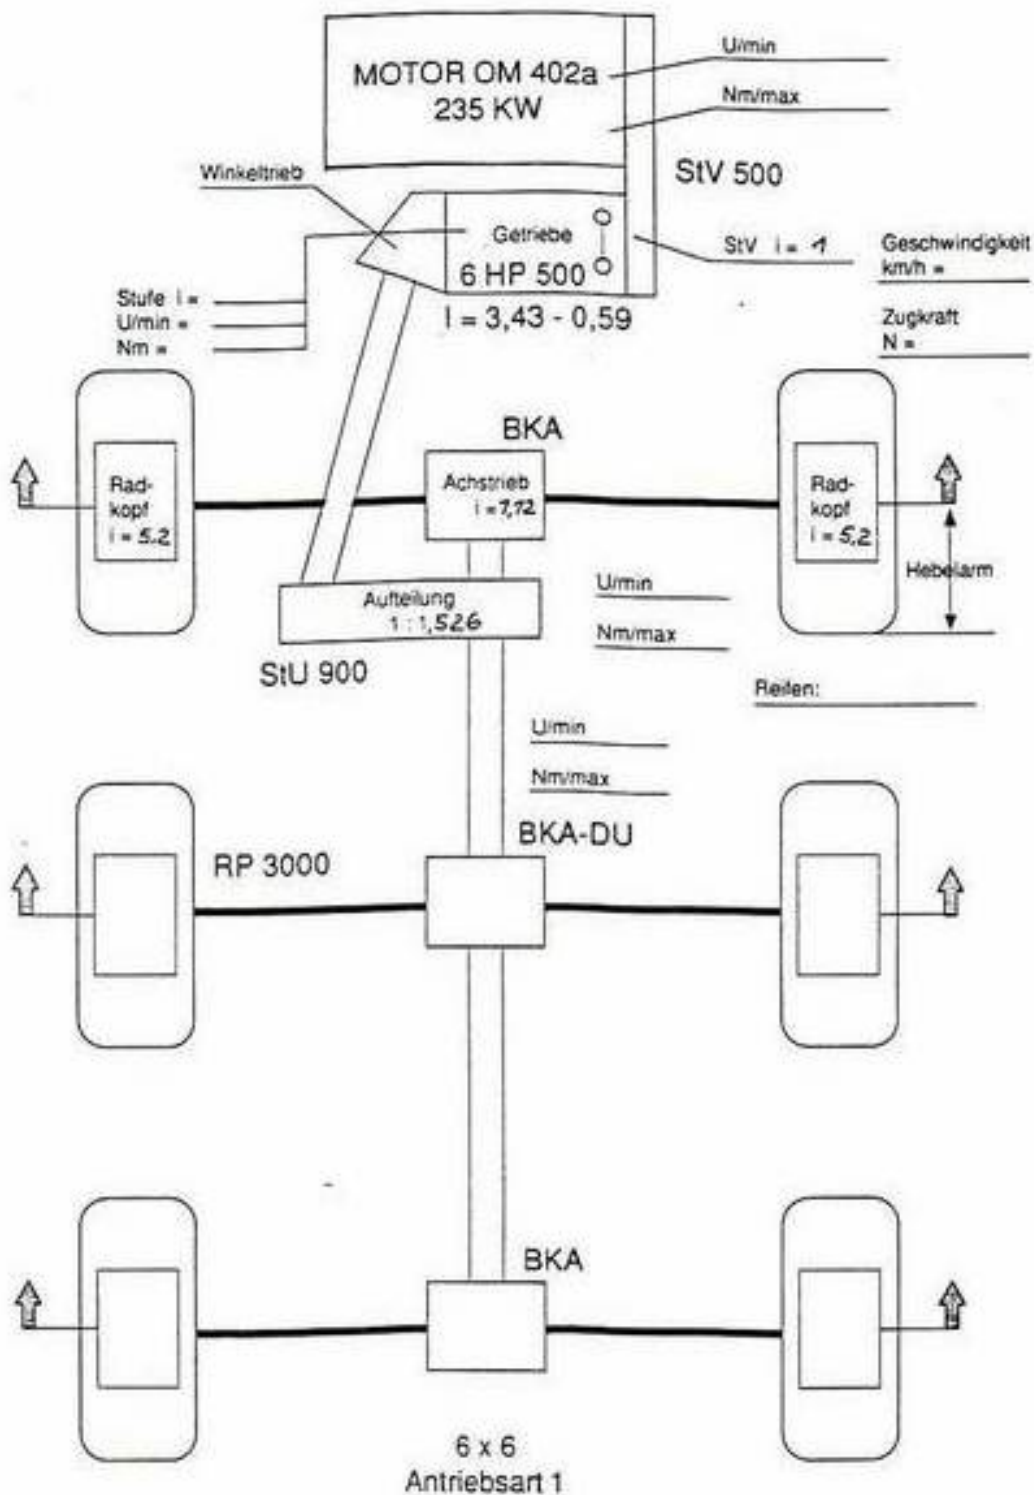 MOTOR OM 402a
235 KW
U/min
Nm/max
StV 500
Winkeltrieb
Getriebe
6 HP 500
I = 3,43 - 0,59
StV i = 1
Geschwindigkeit
km/h =
Zugkraft
N =
Stufe i =
U/min =
Nm =
BKA
Rad-
kopf
i = 5.2
Achstrieb
i = 1,12
Rad-
kopf
i = 5,2
Hebelarm
Aufteilung
1 : 1,526
StU 900
U/min
Nm/max
Reifen:
U/min
Nm/max
BKA-DU
RP 3000
BKA
6 x 6
Antriebsart 1